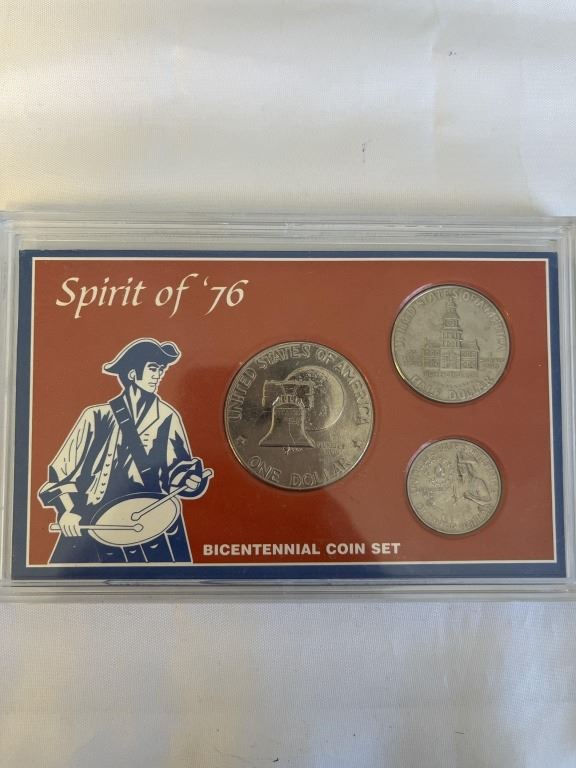 Spirit of '76
UNITED STATES OF AMERICA
ONE DOLLAR
UNITED STATES OF AMERICA
HALF DOLLAR
BICENTENNIAL COIN SET